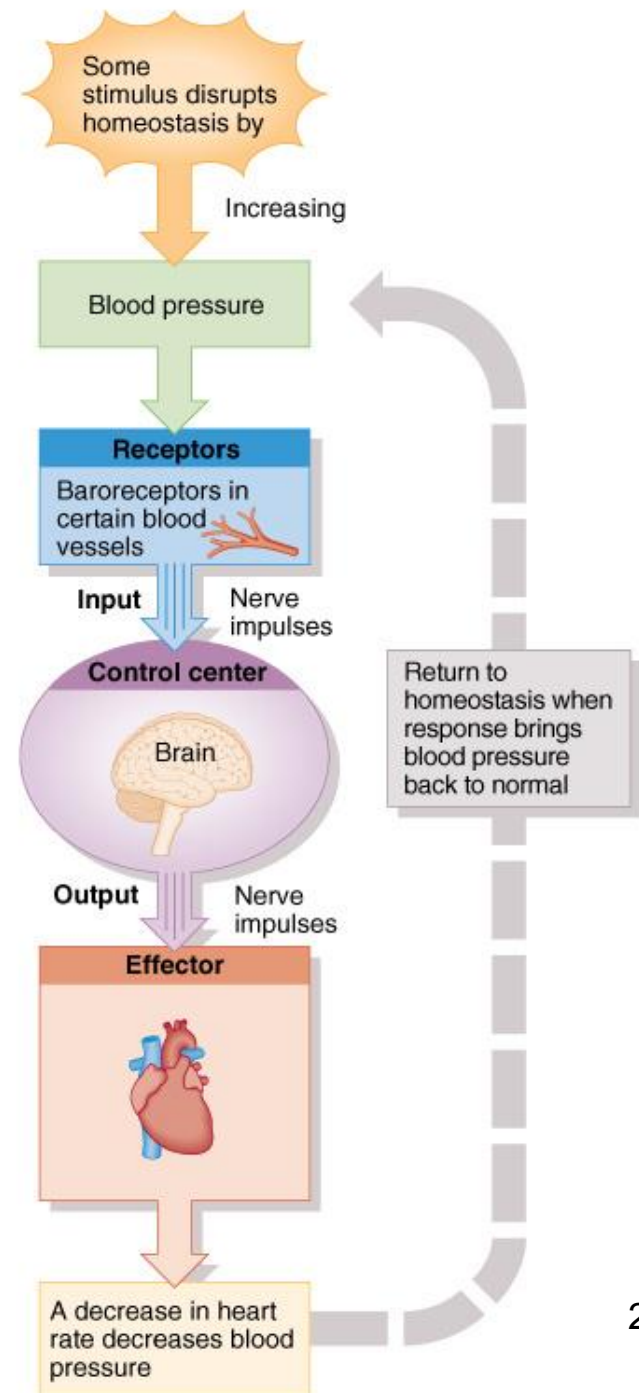 Some
stimulus disrupts
homeostasis by
Increasing
Blood pressure
Receptors
Baroreceptors in
certain blood
vessels
Input
Nerve
impulses
Control center
Brain
Output
Nerve
impulses
Effector
A decrease in heart
rate decreases blood
pressure
Return to
homeostasis when
response brings
blood pressure
back to normal
2